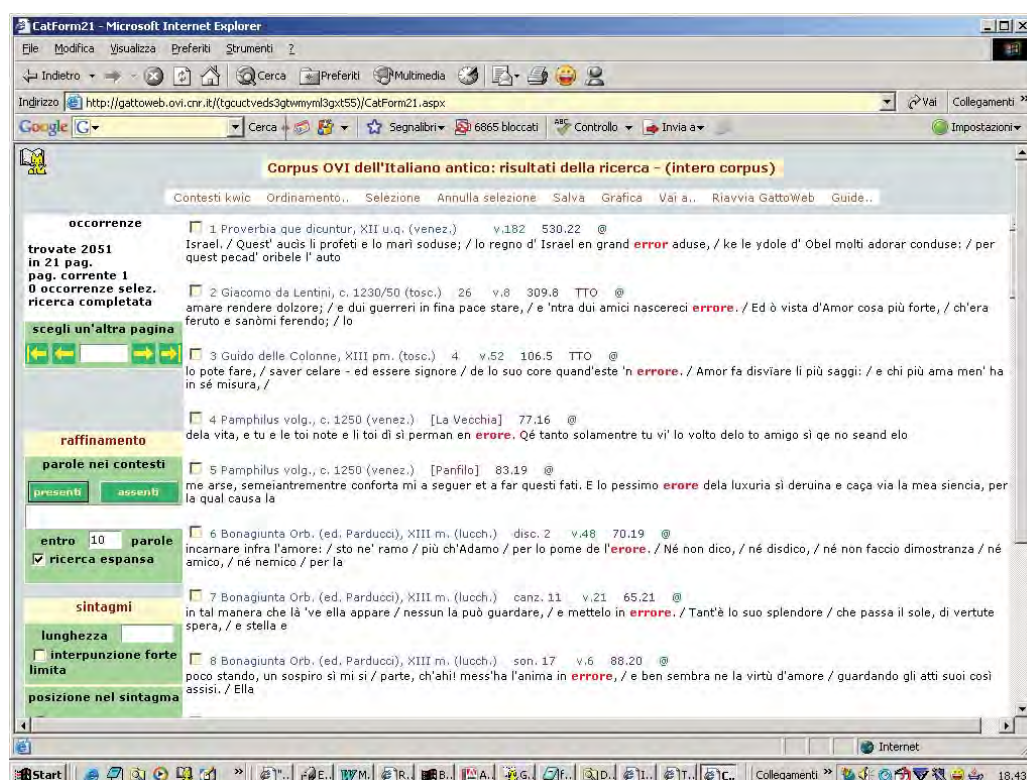 CatForm21 - Microsoft Internet Explorer
File Modifica Visualizza Preferiti Strumenti ?
Indietro Cerca Preferiti Multimedia
Indirizzo http://gattoweb.ovi.cnr.it/(tgcuctveds3gtwmyml3gxt55)/CatForm21.aspx Vai Collegamenti »
Google G Cerca Segnalibri 6865 bloccati ABC Controllo Invia a Impostazioni
Corpus OVI dell'Italiano antico: risultati della ricerca - (intero corpus)
Contesti kwic Ordinamento.. Selezione Annulla selezione Salva Grafica Vai a.. Riavvia GattoWeb Guide..
occorrenze
trovate 2051
in 21 pag.
pag. corrente 1
0 occorrenze selez.
ricerca completata
scegli un'altra pagina
raffinamento
parole nei contesti
presenti assenti
entro 10 parole
ricerca espansa
sintagmi
lunghezza
interpunzione forte
limita
posizione nel sintagma
1 Proverbia que dicuntur, XII u.q. (venez.) v.182 530.22 @
Israel. / Quest' aucìs li profeti e lo marì soduse; / lo regno d' Israel en grand error aduse, / ke le ydole d' Obel molti adorar conduse: / per
quest pecad' oribele l' auto
2 Giacomo da Lentini, c. 1230/50 (tosc.) 26 v.8 309.8 TTO @
amare rendere dolzore; / e dui guerreri in fina pace stare, / e 'ntra dui amici nascereci errore. / Ed ò vista d'Amor cosa più forte, / ch'era
feruto e sanòmi ferendo; / lo
3 Guido delle Colonne, XIII pm. (tosc.) 4 v.52 106.5 TTO @
lo pote fare, / saver celare - ed essere signore / de lo suo core quand'este 'n errore. / Amor fa disvïare li più saggi: / e chi più ama men' ha
in sé misura, /
4 Pamphilus volg., c. 1250 (venez.) [La Vecchia] 77.16 @
dela vita, e tu e le toi note e li toi dì sì perman en erore. Qé tanto solamentre tu vi' lo volto delo to amigo sì qe no seand elo
5 Pamphilus volg., c. 1250 (venez.) [Panfilo] 83.19 @
me arse, semeiantrementre conforta mi a seguer et a far questi fati. E lo pessimo erore dela luxuria sì deruina e caça via la mea siencia, per
la qual causa la
6 Bonagiunta Orb. (ed. Parducci), XIII m. (lucch.) disc. 2 v.48 70.19 @
incarnare infra l'amore: / sto ne' ramo / più ch'Adamo / per lo pome de l'erore. / Né non dico, / né disdico, / né non faccio dimostranza / né
amico, / né nemico / per la
7 Bonagiunta Orb. (ed. Parducci), XIII m. (lucch.) canz. 11 v.21 65.21 @
in tal manera che là 've ella appare / nessun la può guardare, / e mettelo in errore. / Tant'è lo suo splendore / che passa il sole, di vertute
spera, / e stella e
8 Bonagiunta Orb. (ed. Parducci), XIII m. (lucch.) son. 17 v.6 88.20 @
poco stando, un sospiro sì mi si / parte, ch'ahi! mess'ha l'anima in errore, / e ben sembra ne la virtù d'amore / guardando gli atti suoi così
assisi. / Ella
Internet
Start » ".. E.. M.. R.. B.. A.. G.. f.. D.. I.. T.. C.. Collegamenti »